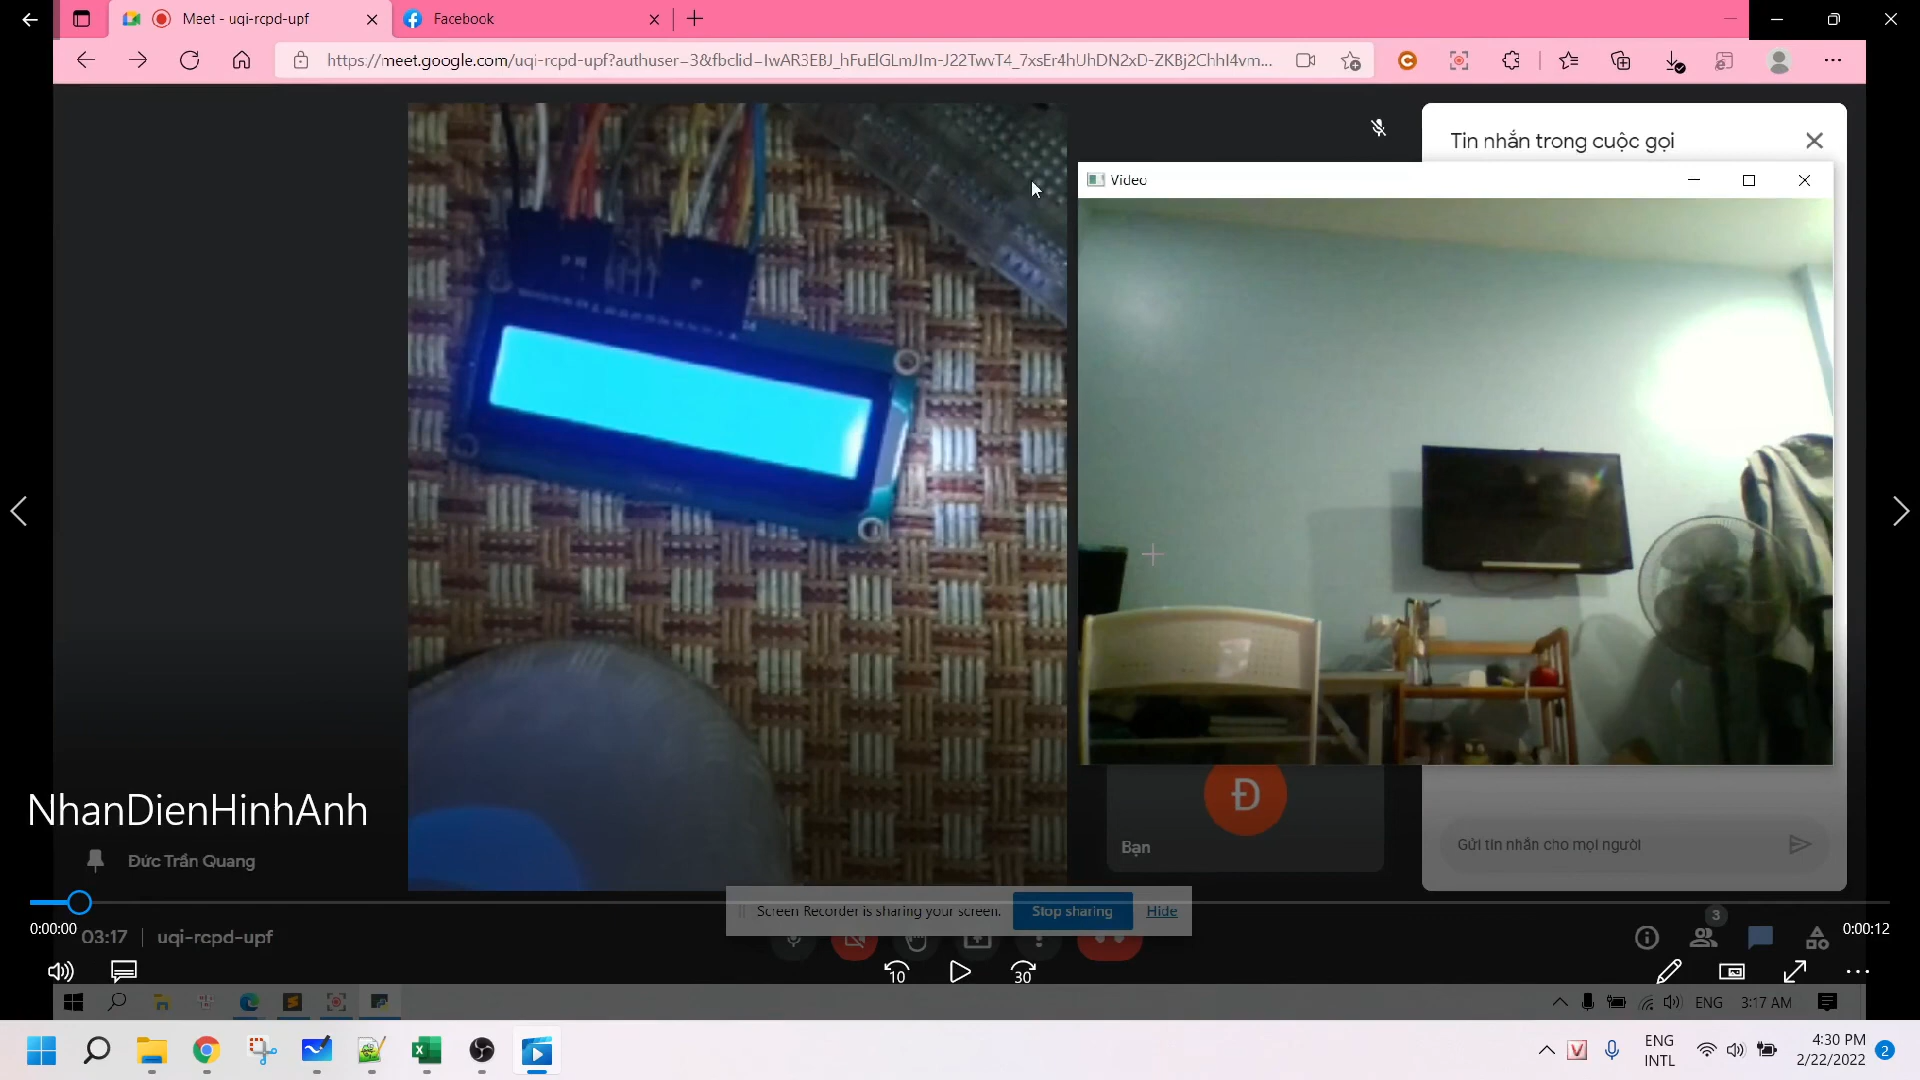 Meet - uqi-rcpd-upf
Facebook
https://meet.google.com/uqi-rcpd-upf?authuser=3&fbclid=IwAR3EBJ_hFuElGLmJIm-J22TwvT4_7xsEr4hUhDN2xD-ZKBj2ChhI4vm...
Tin nhắn trong cuộc gọi
Video
NhanDienHinhAnh
Đức Trần Quang
Đ
Bạn
Gửi tin nhắn cho mọi người
Screen Recorder is sharing your screen.
Stop sharing
Hide
0:00:00
0:00:12
03:17
uqi-rcpd-upf
3
10
30
ENG
3:17 AM
ENG
INTL
4:30 PM
2/22/2022
2